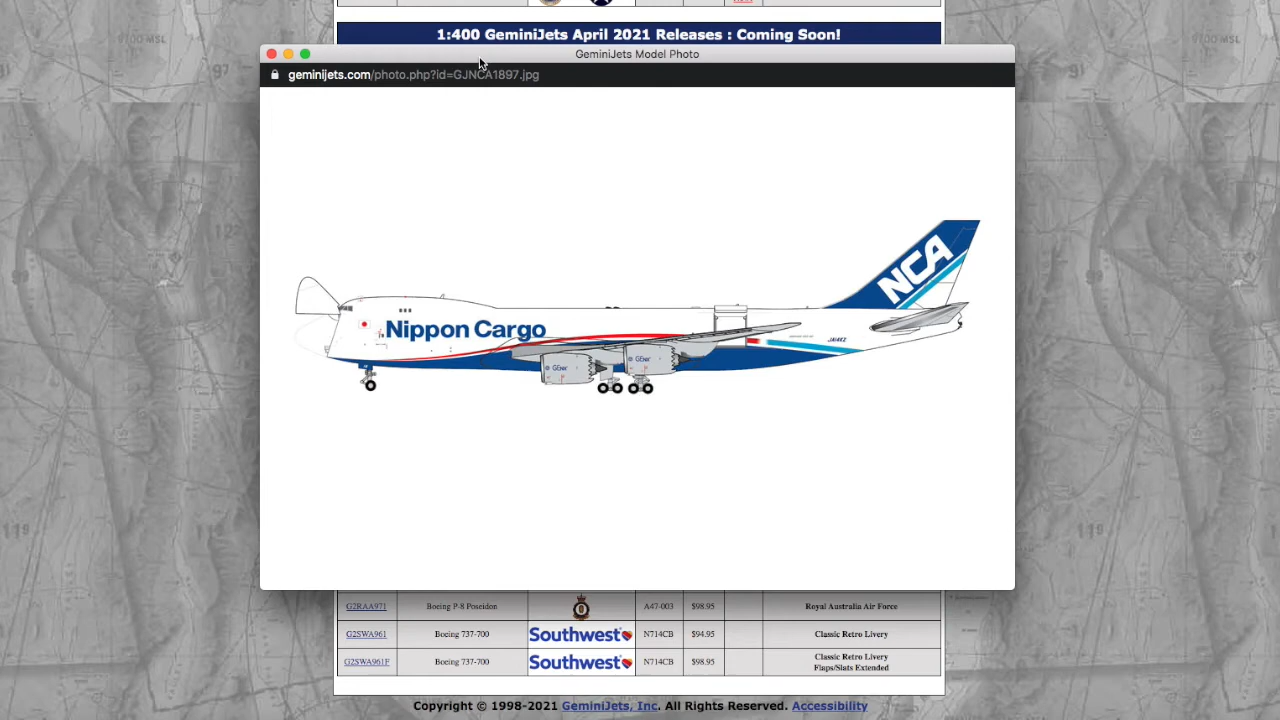 1:400 GeminiJets April 2021 Releases : Coming Soon!
GeminiJets Model Photo
geminijets.com/photo.php?id=GJNCA1897.jpg
NCA
Nippon Cargo
GEnx
GEnx
G2RAA971 Boeing P-8 Poseidon A47-003 $98.95 Royal Australia Air Force
G2SWA961 Boeing 737-700 Southwest N714CB $94.95 Classic Retro Livery
G2SWA961F Boeing 737-700 Southwest N714CB $98.95 Classic Retro Livery
Flaps/Slats Extended
Copyright © 1998-2021 GeminiJets, Inc. All Rights Reserved. Accessibility